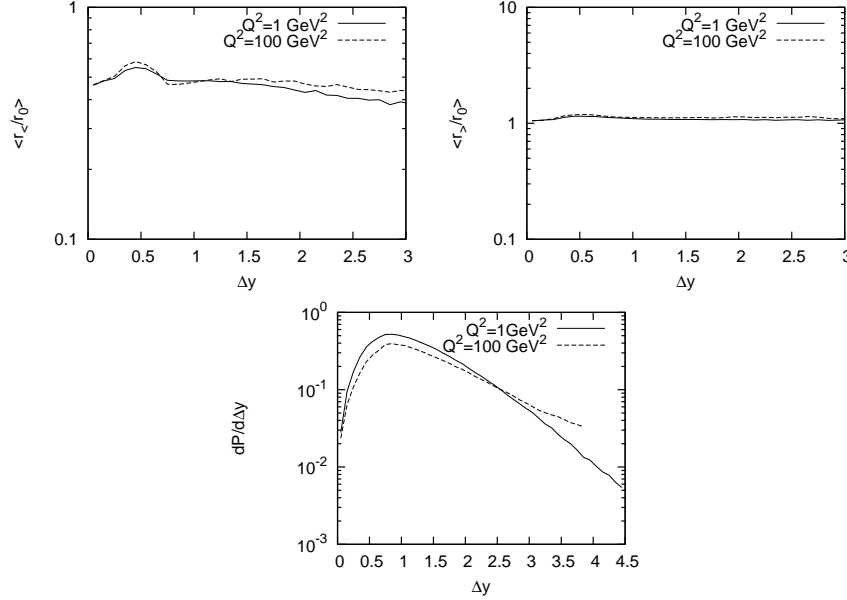 1
0.1
<r</r0>
0 0.5 1 1.5 2 2.5 3
Δy
Q²=1 GeV²
Q²=100 GeV²
10
1
0.1
<r>/r0>
0 0.5 1 1.5 2 2.5 3
Δy
Q²=1 GeV²
Q²=100 GeV²
10⁰
10⁻¹
10⁻²
10⁻³
dP/dΔy
0 0.5 1 1.5 2 2.5 3 3.5 4 4.5
Δy
Q²=1GeV²
Q²=100 GeV²